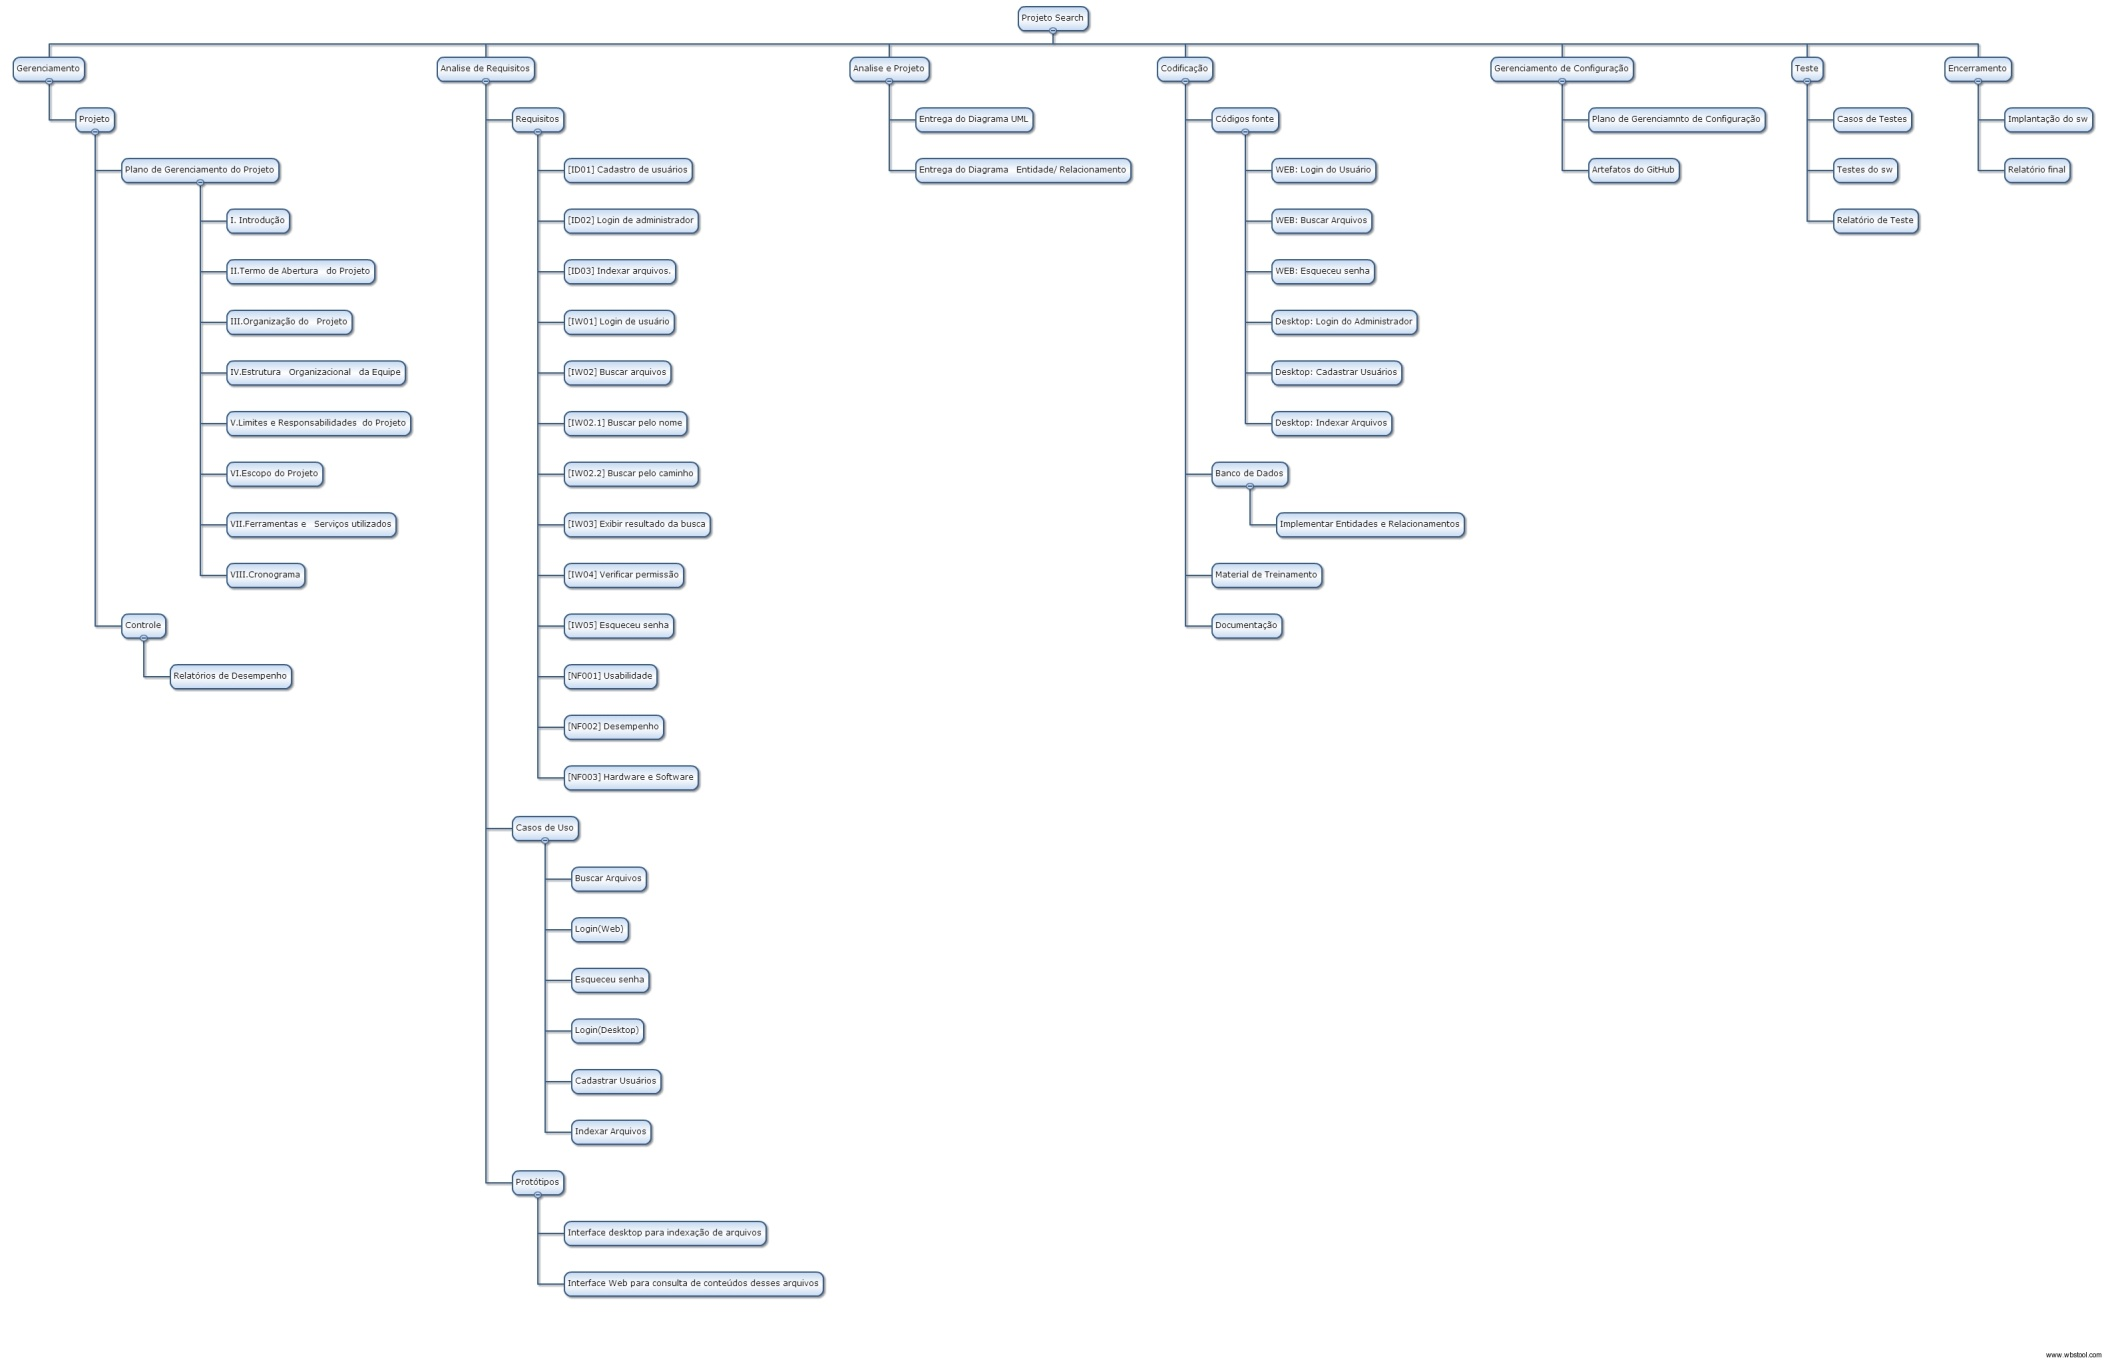 Projeto Search
Gerenciamento
Projeto
Plano de Gerenciamento do Projeto
I. Introdução
II.Termo de Abertura do Projeto
III.Organização do Projeto
IV.Estrutura Organizacional da Equipe
V.Limites e Responsabilidades do Projeto
VI.Escopo do Projeto
VII.Ferramentas e Serviços utilizados
VIII.Cronograma
Controle
Relatórios de Desempenho
Analise de Requisitos
Requisitos
[ID01] Cadastro de usuários
[ID02] Login de administrador
[ID03] Indexar arquivos.
[IW01] Login de usuário
[IW02] Buscar arquivos
[IW02.1] Buscar pelo nome
[IW02.2] Buscar pelo caminho
[IW03] Exibir resultado da busca
[IW04] Verificar permissão
[IW05] Esqueceu senha
[NF001] Usabilidade
[NF002] Desempenho
[NF003] Hardware e Software
Casos de Uso
Buscar Arquivos
Login(Web)
Esqueceu senha
Login(Desktop)
Cadastrar Usuários
Indexar Arquivos
Protótipos
Interface desktop para indexação de arquivos
Interface Web para consulta de conteúdos desses arquivos
Analise e Projeto
Entrega do Diagrama UML
Entrega do Diagrama Entidade/ Relacionamento
Codificação
Códigos fonte
WEB: Login do Usuário
WEB: Buscar Arquivos
WEB: Esqueceu senha
Desktop: Login do Administrador
Desktop: Cadastrar Usuários
Desktop: Indexar Arquivos
Banco de Dados
Implementar Entidades e Relacionamentos
Material de Treinamento
Documentação
Gerenciamento de Configuração
Plano de Gerenciamnto de Configuração
Artefatos do GitHub
Teste
Casos de Testes
Testes do sw
Relatório de Teste
Encerramento
Implantação do sw
Relatório final
www.wbstool.com